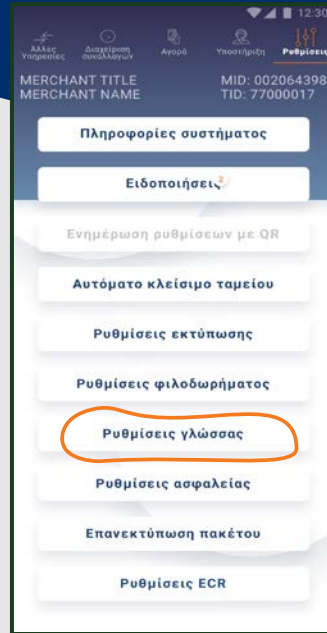 12:30
Άλλες Υπηρεσίες
Διαχείριση συναλλαγών
Αγορά
Υποστήριξη
Ρυθμίσεις
MERCHANT TITLE
MERCHANT NAME
MID: 002064398
TID: 77000017
Πληροφορίες συστήματος
Ειδοποιήσεις 2
Ενημέρωση ρυθμίσεων με QR
Αυτόματο κλείσιμο ταμείου
Ρυθμίσεις εκτύπωσης
Ρυθμίσεις φιλοδωρήματος
Ρυθμίσεις γλώσσας
Ρυθμίσεις ασφαλείας
Επανεκτύπωση πακέτου
Ρυθμίσεις ECR